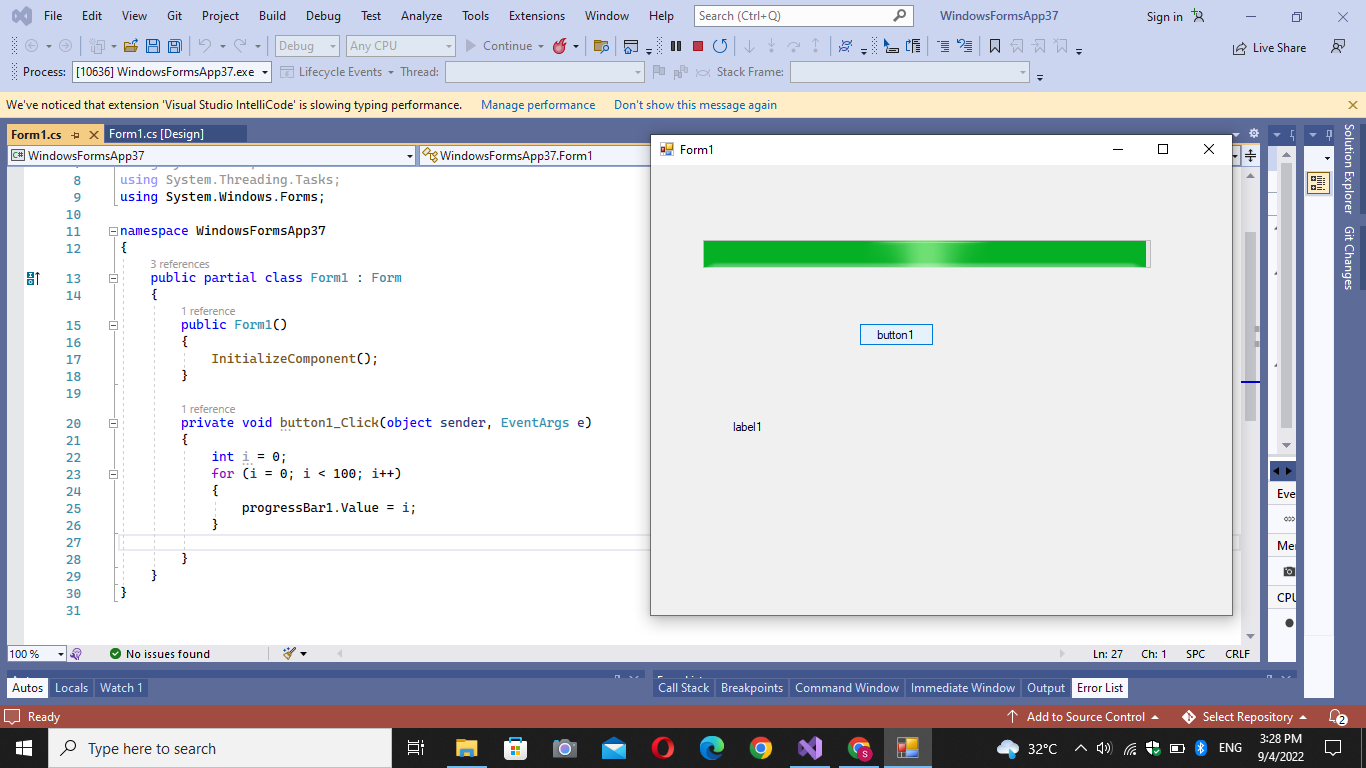 File Edit View Git Project Build Debug Test Analyze Tools Extensions Window Help Search (Ctrl+Q) WindowsFormsApp37 Sign in
Debug Any CPU Continue Live Share
Process: [10636] WindowsFormsApp37.exe Lifecycle Events Thread: Stack Frame:
We've noticed that extension 'Visual Studio IntelliCode' is slowing typing performance. Manage performance Don't show this message again
Form1.cs Form1.cs [Design]
WindowsFormsApp37 WindowsFormsApp37.Form1
8 using System.Threading.Tasks;
9 using System.Windows.Forms;
10
11 namespace WindowsFormsApp37
12 {
3 references
13 public partial class Form1 : Form
14 {
1 reference
15 public Form1()
16 {
17 InitializeComponent();
18 }
19
1 reference
20 private void button1_Click(object sender, EventArgs e)
21 {
22 int i = 0;
23 for (i = 0; i < 100; i++)
24 {
25 progressBar1.Value = i;
26 }
27
28 }
29 }
30 }
31
Form1
button1
label1
Solution Explorer
Git Changes
Eve
Mer
CPU
100 % No issues found Ln: 27 Ch: 1 SPC CRLF
Autos Locals Watch 1 Call Stack Breakpoints Command Window Immediate Window Output Error List
Ready Add to Source Control Select Repository 2
Type here to search S 32°C ENG 3:28 PM
9/4/2022